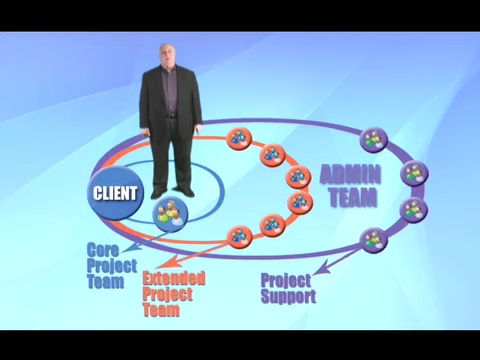 CLIENT
ADMIN
TEAM
Core
Project
Team
Extended
Project
Team
Project
Support